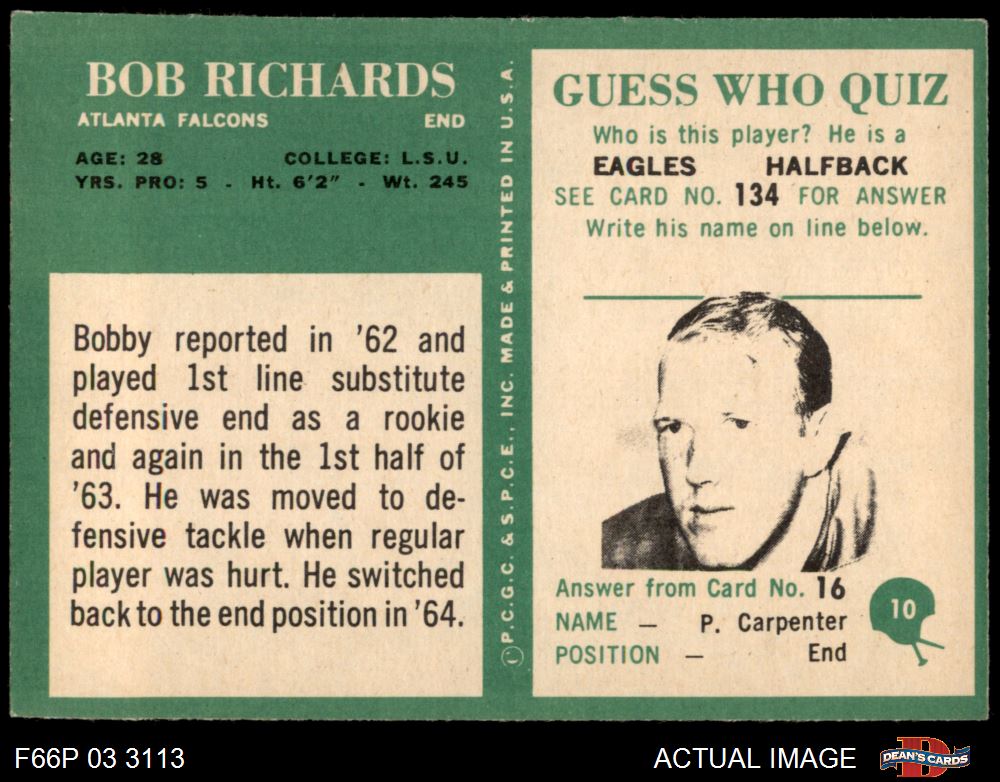 BOB RICHARDS
ATLANTA FALCONS END
AGE: 28 COLLEGE: L.S.U.
YRS. PRO: 5 - Ht. 6'2" - Wt. 245
Bobby reported in '62 and
played 1st line substitute
defensive end as a rookie
and again in the 1st half of
'63. He was moved to de-
fensive tackle when regular
player was hurt. He switched
back to the end position in '64.
©P.C.G.C. & S.P.C.E., INC. MADE & PRINTED IN U.S.A.
GUESS WHO QUIZ
Who is this player? He is a
EAGLES HALFBACK
SEE CARD NO. 134 FOR ANSWER
Write his name on line below.
Answer from Card No. 16
NAME — P. Carpenter
POSITION — End
10
F66P 03 3113
ACTUAL IMAGE
DEAN'S CARDS